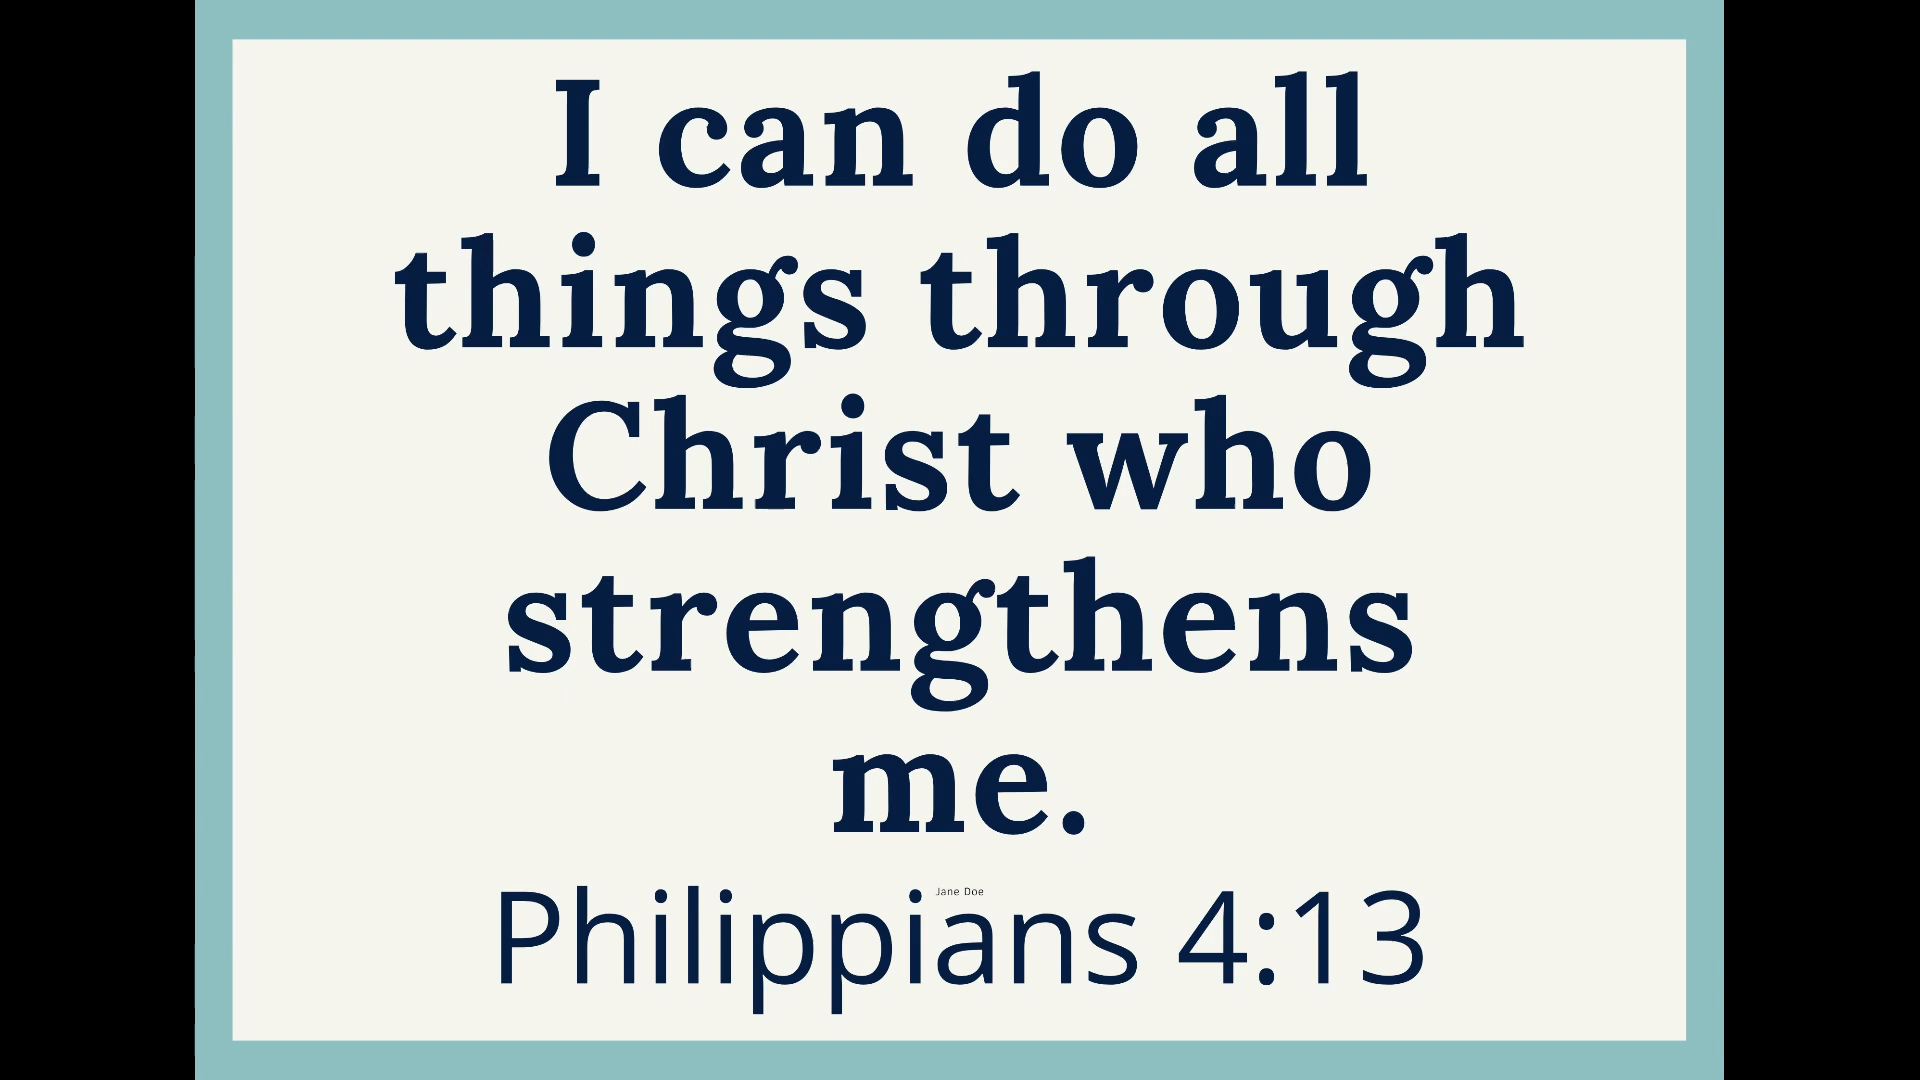 I can do all
things through
Christ who
strengthens
me.
Jane Doe
Philippians 4:13